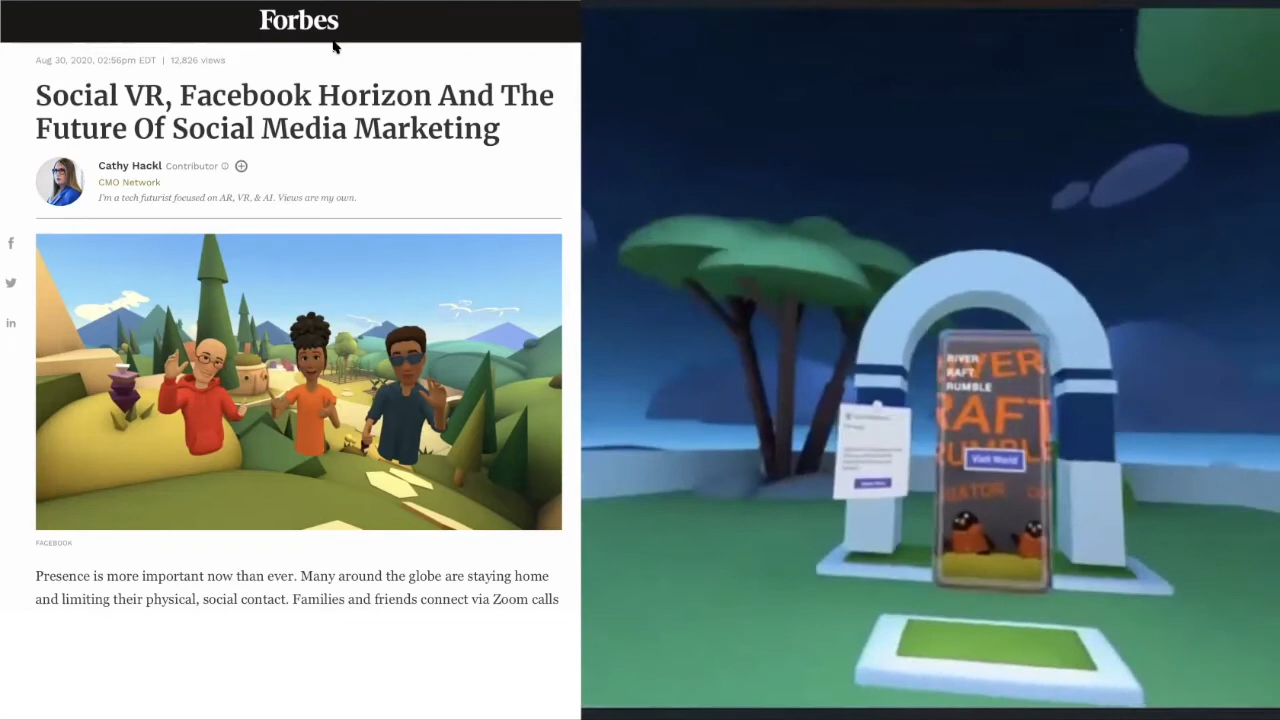 Forbes
Aug 30, 2020, 02:56pm EDT | 12,826 views
Social VR, Facebook Horizon And The
Future Of Social Media Marketing
Cathy Hackl Contributor
CMO Network
I'm a tech futurist focused on AR, VR, & AI. Views are my own.
FACEBOOK
Presence is more important now than ever. Many around the globe are staying home
and limiting their physical, social contact. Families and friends connect via Zoom calls
RIVER
RAFT
RUMBLE
RAFT
Visit World